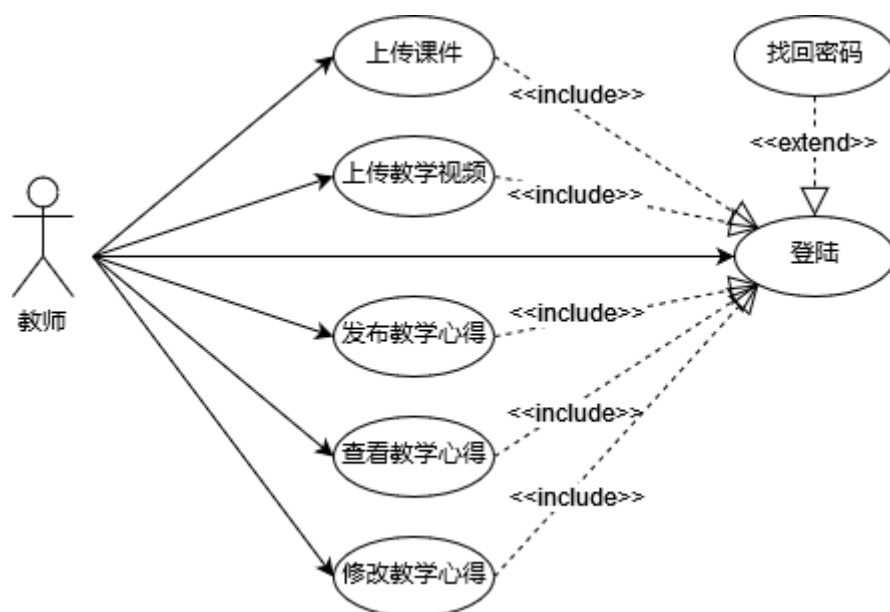 上传课件
找回密码
<<include>>
<<extend>>
上传教学视频
<<include>>
登陆
教师
<<include>>
发布教学心得
<<include>>
查看教学心得
<<include>>
修改教学心得